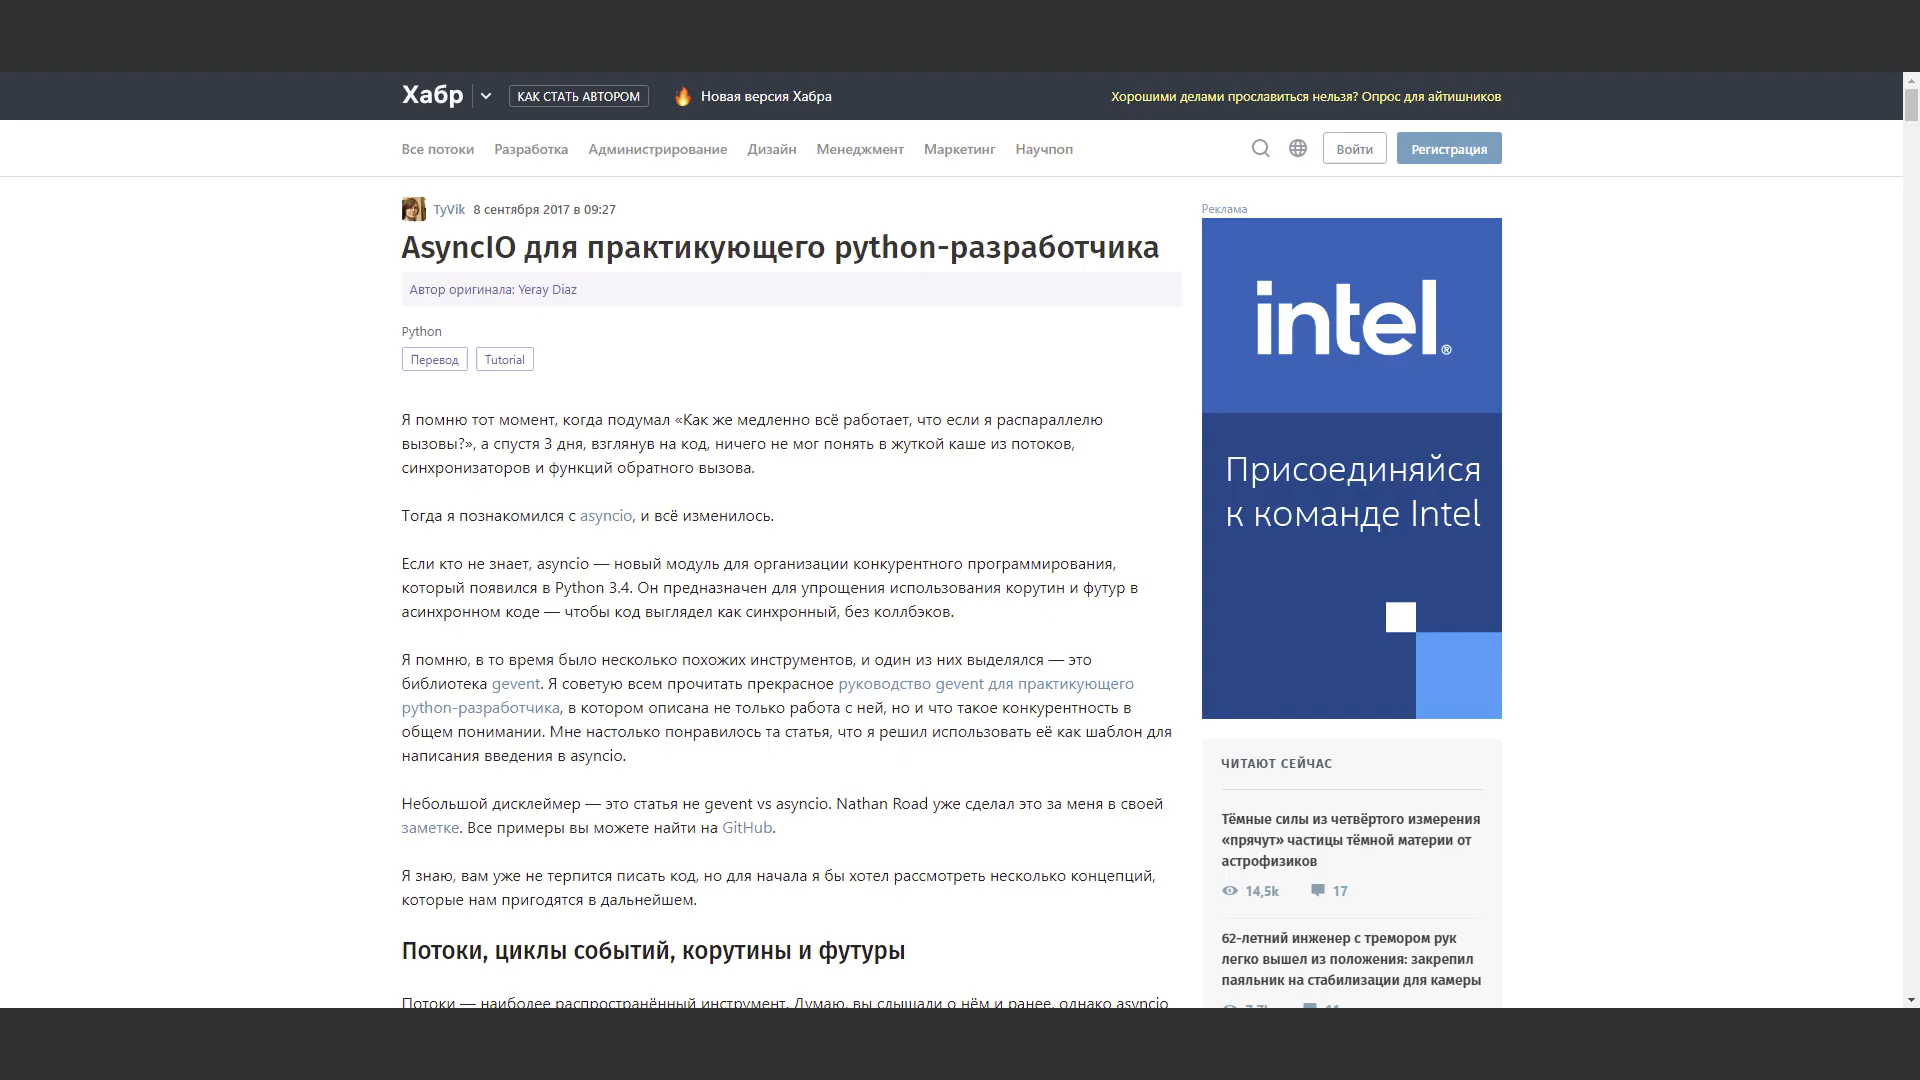 Хабр
КАК СТАТЬ АВТОРОМ
Новая версия Хабра
Хорошими делами прославиться нельзя? Опрос для айтишников
Все потоки Разработка Администрирование Дизайн Менеджмент Маркетинг Научпоп
Войти
Регистрация
TyVik 8 сентября 2017 в 09:27
AsyncIO для практикующего python-разработчика
Автор оригинала: Yeray Diaz
Python
Перевод Tutorial
Я помню тот момент, когда подумал «Как же медленно всё работает, что если я распараллелю
вызовы?», а спустя 3 дня, взглянув на код, ничего не мог понять в жуткой каше из потоков,
синхронизаторов и функций обратного вызова.
Тогда я познакомился с asyncio, и всё изменилось.
Если кто не знает, asyncio — новый модуль для организации конкурентного программирования,
который появился в Python 3.4. Он предназначен для упрощения использования корутин и футур в
асинхронном коде — чтобы код выглядел как синхронный, без коллбэков.
Я помню, в то время было несколько похожих инструментов, и один из них выделялся — это
библиотека gevent. Я советую всем прочитать прекрасное руководство gevent для практикующего
python-разработчика, в котором описана не только работа с ней, но и что такое конкурентность в
общем понимании. Мне настолько понравилось та статья, что я решил использовать её как шаблон для
написания введения в asyncio.
Небольшой дисклеймер — это статья не gevent vs asyncio. Nathan Road уже сделал это за меня в своей
заметке. Все примеры вы можете найти на GitHub.
Я знаю, вам уже не терпится писать код, но для начала я бы хотел рассмотреть несколько концепций,
которые нам пригодятся в дальнейшем.
Потоки, циклы событий, корутины и футуры
Потоки — наиболее распространённый инструмент. Думаю, вы слышали о нём и ранее, однако asyncio
Реклама
intel®
Присоединяйся
к команде Intel
ЧИТАЮТ СЕЙЧАС
Тёмные силы из четвёртого измерения
«прячут» частицы тёмной материи от
астрофизиков
14,5k 17
62-летний инженер с тремором рук
легко вышел из положения: закрепил
паяльник на стабилизации для камеры